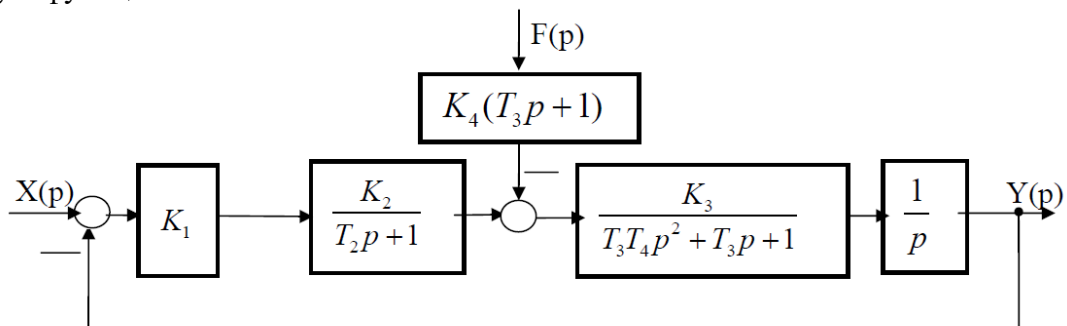 F(p)
K₄(T₃p+1)
X(p)
K₁
K₂
T₂p+1
—
K₃
T₃T₄p²+T₃p+1
1
p
Y(p)
—